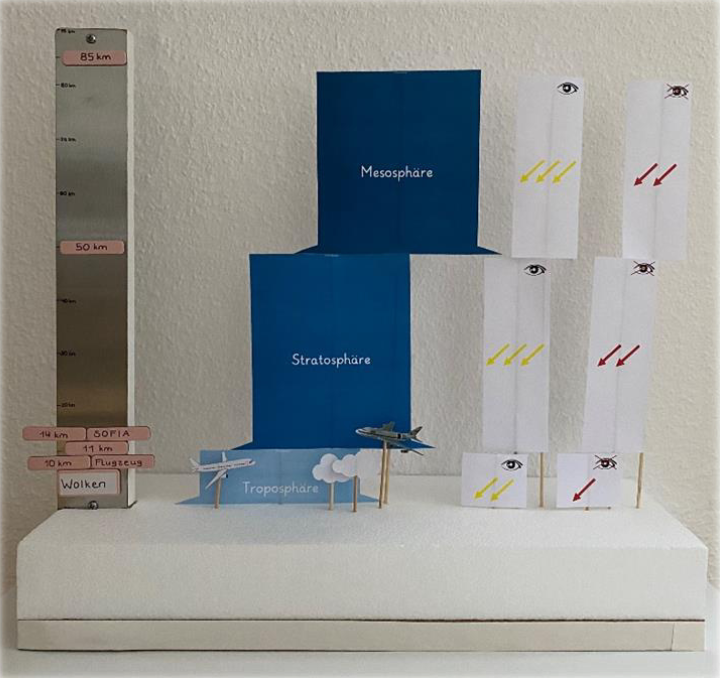 85 km
50 km
14 km SOFIA
11 km
10 km Flugzeug
Wolken
Mesosphäre
Stratosphäre
Troposphäre